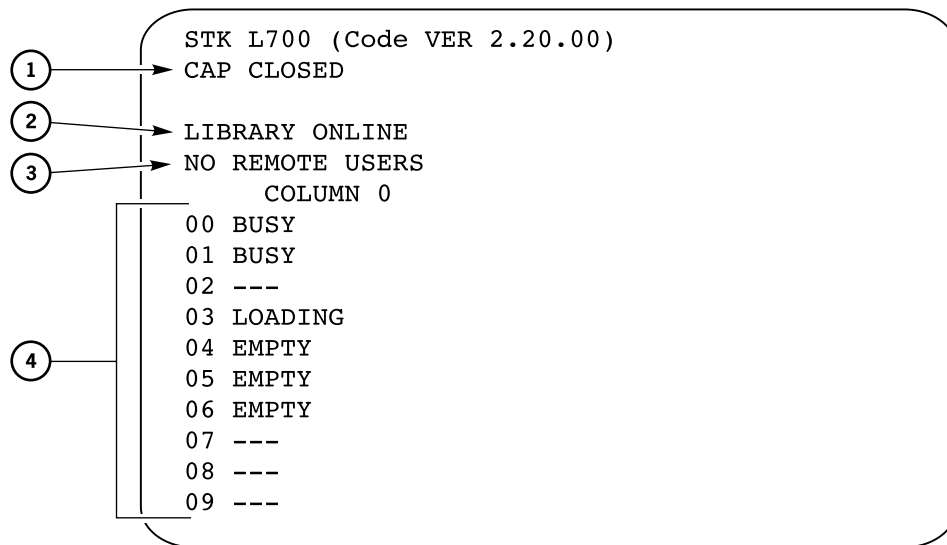 STK L700 (Code VER 2.20.00)
1 CAP CLOSED
2 LIBRARY ONLINE
3 NO REMOTE USERS
COLUMN 0
00 BUSY
01 BUSY
02 ---
03 LOADING
4 04 EMPTY
05 EMPTY
06 EMPTY
07 ---
08 ---
09 ---